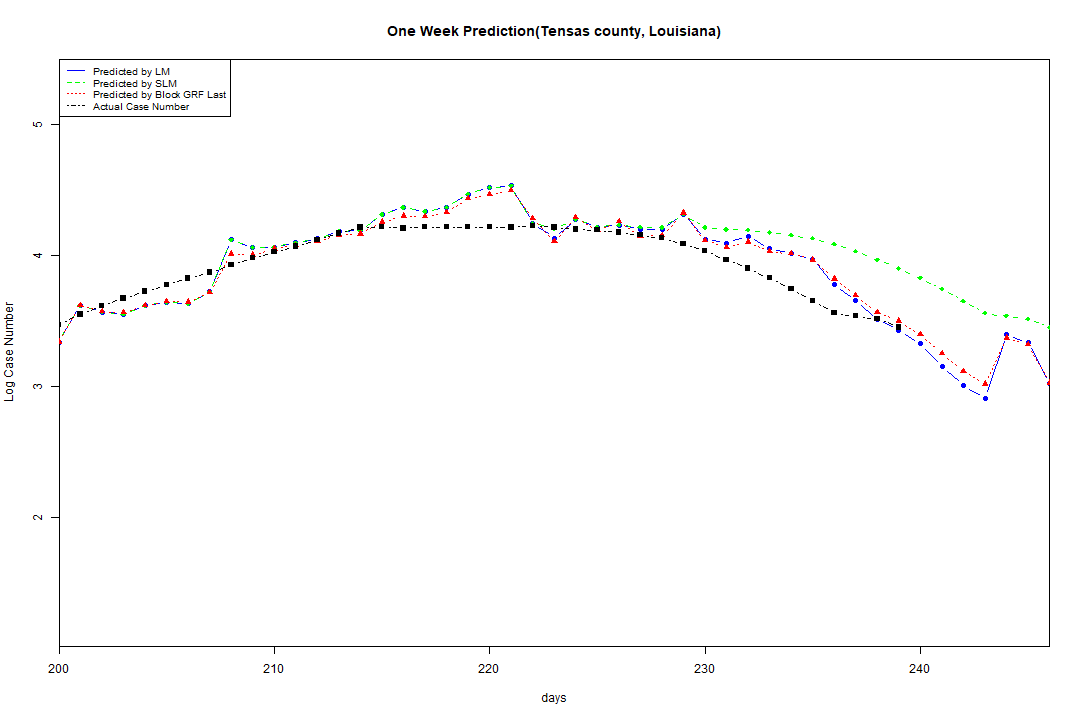 One Week Prediction(Tensas county, Louisiana)
Predicted by LM
Predicted by SLM
Predicted by Block GRF Last
Actual Case Number
5
4
3
2
Log Case Number
200 210 220 230 240
days